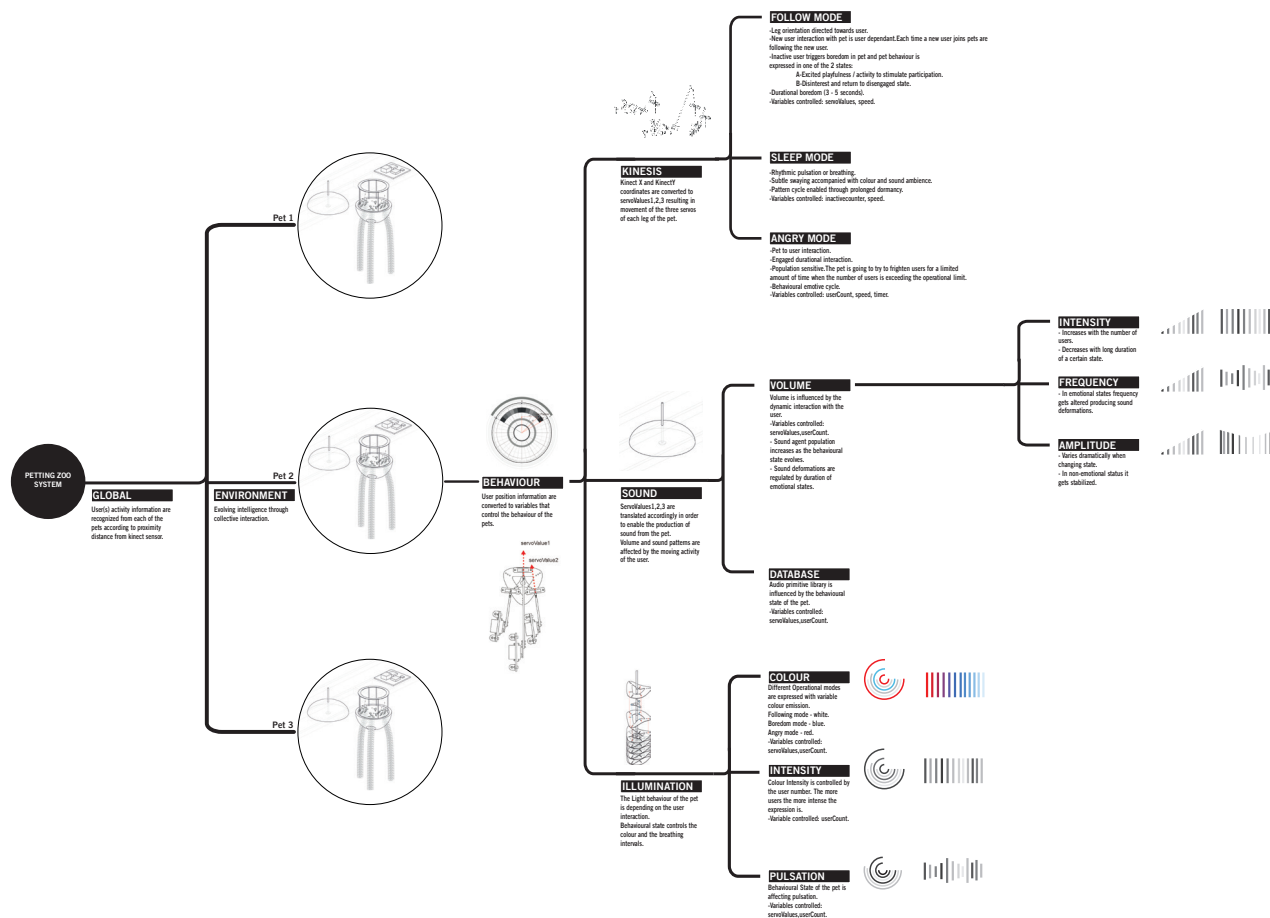 PETTING ZOO
SYSTEM
GLOBAL
User(s) activity information are
recognized from each of the
pets according to proximity
distance from kinect sensor.
Pet 1
Pet 2
Pet 3
ENVIRONMENT
Evolving intelligence through
collective interaction.
BEHAVIOUR
User position information are
converted to variables that
control the behaviour of the
pets.
servoValue1
servoValue2
KINESIS
Kinect X and KinectY
coordinates are converted to
servoValues1,2,3 resulting in
movement of the three servos
of each leg of the pet.
FOLLOW MODE
-Leg orientation directed towards user.
-New user interaction with pet is user dependant.Each time a new user joins pets are
following the new user.
-Inactive user triggers boredom in pet and pet behaviour is
expressed in one of the 2 states:
A-Excited playfulness / activity to stimulate participation.
B-Disinterest and return to disengaged state.
-Durational boredom (3 - 5 seconds).
-Variables controlled: servoValues, speed.
SLEEP MODE
-Rhythmic pulsation or breathing.
-Subtle swaying accompanied with colour and sound ambience.
-Pattern cycle enabled through prolonged dormancy.
-Variables controlled: inactivecounter, speed.
ANGRY MODE
-Pet to user interaction.
-Engaged durational interaction.
-Population sensitive.The pet is going to try to frighten users for a limited
amount of time when the number of users is exceeding the operational limit.
-Behavioural emotive cycle.
-Variables controlled: userCount, speed, timer.
SOUND
ServoValues1,2,3 are
translated accordingly in order
to enable the production of
sound from the pet.
Volume and sound patterns are
affected by the moving activity
of the user.
VOLUME
Volume is influenced by the
dynamic interaction with the
user.
-Variables controlled:
servoValues,userCount.
- Sound agent population
increases as the behavioural
state evolves.
- Sound deformations are
regulated by duration of
emotional states.
INTENSITY
- Increases with the number of
users.
- Decreases with long duration
of a certain state.
FREQUENCY
- In emotional states frequency
gets altered producing sound
deformations.
AMPLITUDE
- Varies dramatically when
changing state.
- In non-emotional status it
gets stabilized.
DATABASE
Audio primitive library is
influenced by the behavioural
state of the pet.
-Variables controlled:
servoValues,userCount.
ILLUMINATION
The Light behaviour of the pet
is depending on the user
interaction.
Behavioural state controls the
colour and the breathing
intervals.
COLOUR
Different Operational modes
are expressed with variable
colour emission.
Following mode - white.
Boredom mode - blue.
Angry mode - red.
-Variables controlled:
servoValues,userCount.
INTENSITY
Colour Intensity is controlled by
the user number. The more
users the more intense the
expression is.
-Variable controlled: userCount.
PULSATION
Behavioural State of the pet is
affecting pulsation.
-Variables controlled:
servoValues,userCount.